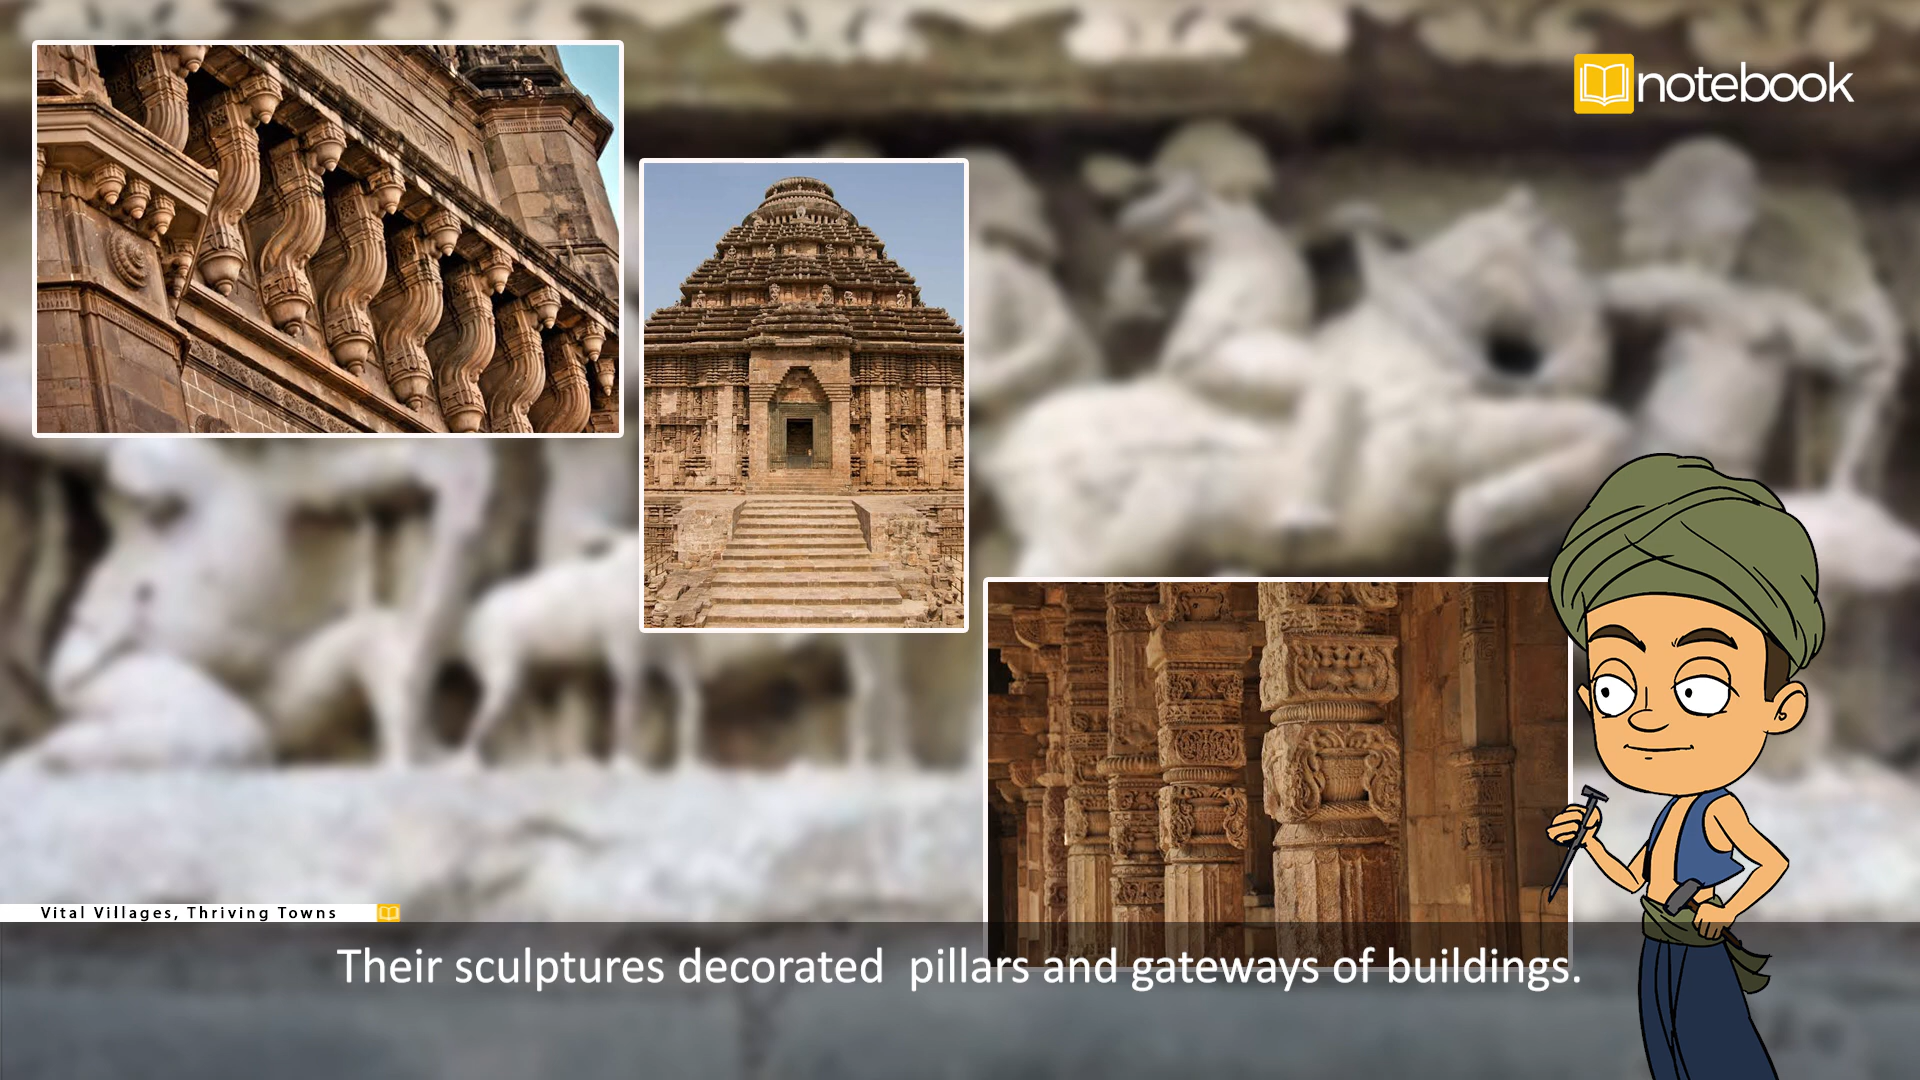 notebook
Vital Villages, Thriving Towns
Their sculptures decorated  pillars and gateways of buildings.